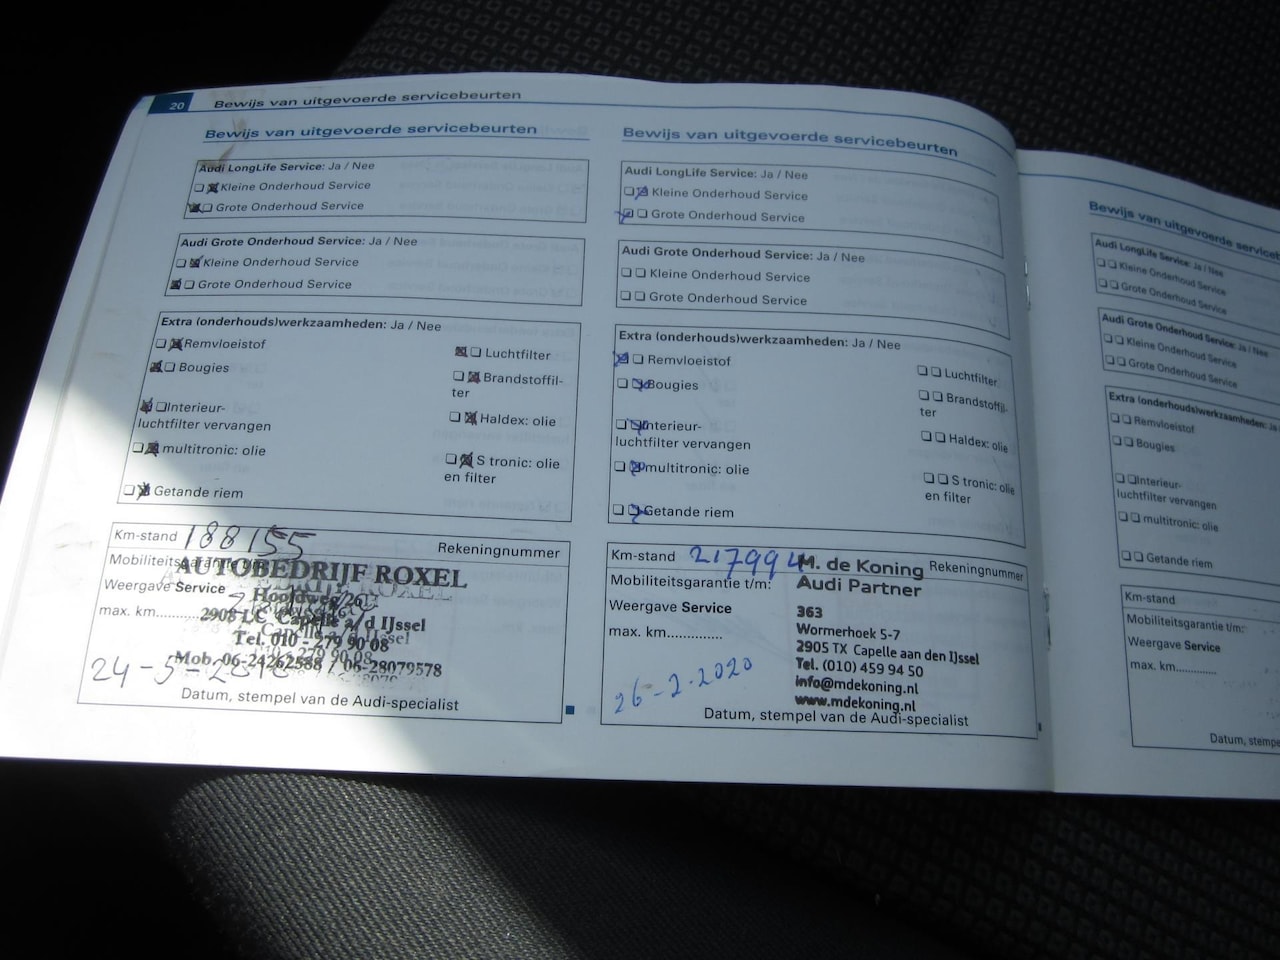 20 Bewijs van uitgevoerde servicebeurten
Bewijs van uitgevoerde servicebeurten
Audi LongLife Service: Ja / Nee
Kleine Onderhoud Service
Grote Onderhoud Service
Audi Grote Onderhoud Service: Ja / Nee
Kleine Onderhoud Service
Grote Onderhoud Service
Extra (onderhouds)werkzaamheden: Ja / Nee
Remvloeistof
Bougies
Interieur-
luchtfilter vervangen
multitronic: olie
Getande riem
Luchtfilter
Brandstoffil-
ter
Haldex: olie
S tronic: olie
en filter
Km-stand 188155
Rekeningnummer
Mobiliteitsgarantie
Weergave Service
max. km..............
AUTOBEDRIJF ROXEL
Hoofdweg 26
2908 LC Capelle a/d IJssel
Tel. 010 - 279 90 08
Mob. 06-24262588 / 06-28079578
24-5-2018
Datum, stempel van de Audi-specialist
Bewijs van uitgevoerde servicebeurten
Audi LongLife Service: Ja / Nee
Kleine Onderhoud Service
Grote Onderhoud Service
Audi Grote Onderhoud Service: Ja / Nee
Kleine Onderhoud Service
Grote Onderhoud Service
Extra (onderhouds)werkzaamheden: Ja / Nee
Remvloeistof
Bougies
Interieur-
luchtfilter vervangen
multitronic: olie
Getande riem
Luchtfilter
Brandstoffil-
ter
Haldex: olie
S tronic: olie
en filter
Km-stand 217994
Rekeningnummer
Mobiliteitsgarantie t/m:
Weergave Service
max. km..............
M. de Koning
Audi Partner
363
Wormerhoek 5-7
2905 TX Capelle aan den IJssel
Tel. (010) 459 94 50
info@mdekoning.nl
www.mdekoning.nl
26-2-2020
Datum, stempel van de Audi-specialist
Bewijs van uitgevoerde serviceb
Audi LongLife Service: Ja / Nee
Kleine Onderhoud Service
Grote Onderhoud Service
Audi Grote Onderhoud Service: Ja / Nee
Kleine Onderhoud Service
Grote Onderhoud Service
Extra (onderhouds)werkzaamheden: Ja
Remvloeistof
Bougies
Interieur-
luchtfilter vervangen
multitronic: olie
Getande riem
Km-stand
Mobiliteitsgarantie t/m:
Weergave Service
max. km..............
Datum, stempe